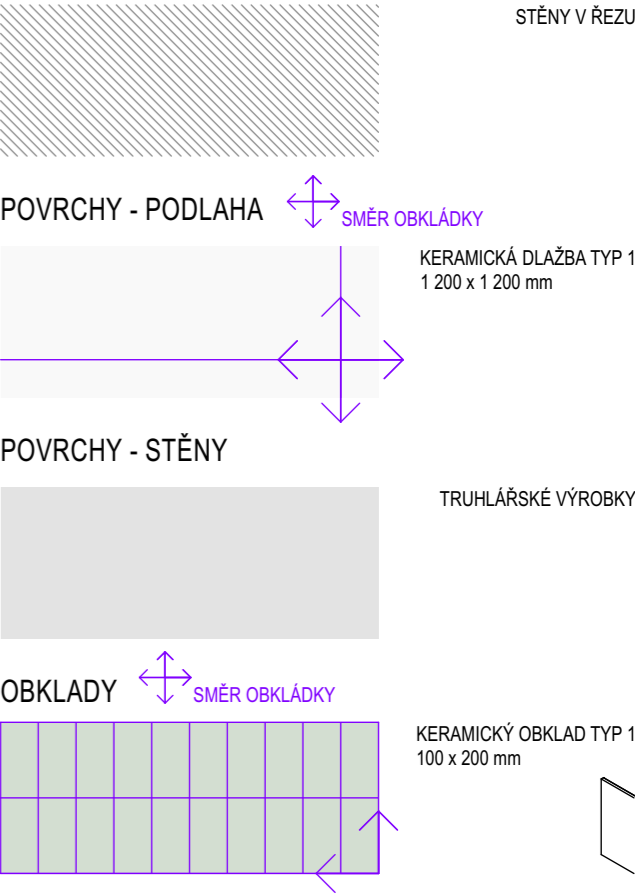 STĚNY V ŘEZU
POVRCHY - PODLAHA
SMĚR OBKLÁDKY
KERAMICKÁ DLAŽBA TYP 1
1 200 x 1 200 mm
POVRCHY - STĚNY
TRUHLÁŘSKÉ VÝROBKY
OBKLADY
SMĚR OBKLÁDKY
KERAMICKÝ OBKLAD TYP 1
100 x 200 mm